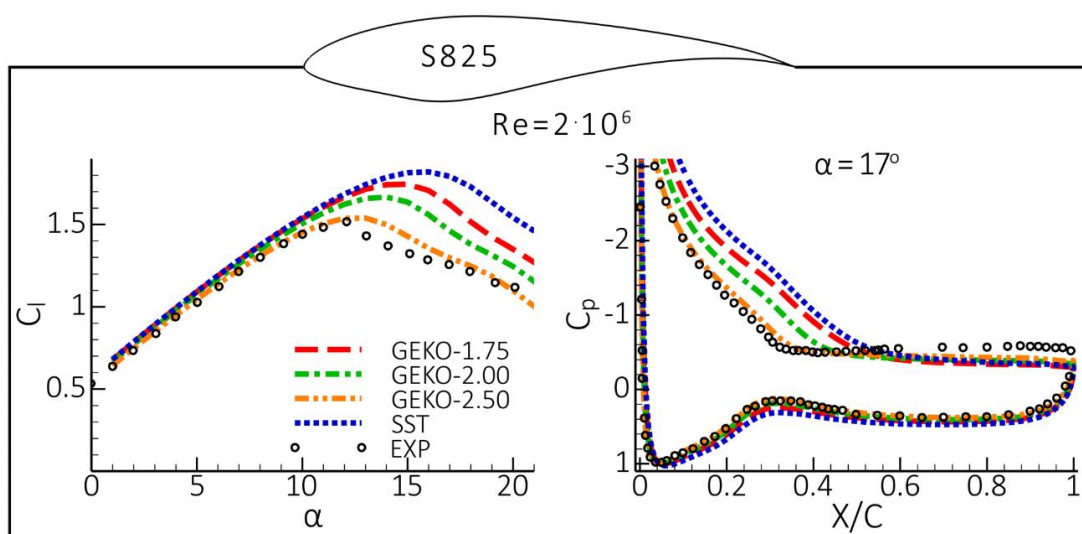 S825
Re=2·10⁶
1.5
1
0.5
Cₗ
0
5
10
15
20
α
GEKO-1.75
GEKO-2.00
GEKO-2.50
SST
EXP
α=17°
-3
-2
-1
0
1
Cₚ
0
0.2
0.4
0.6
0.8
1
X/C